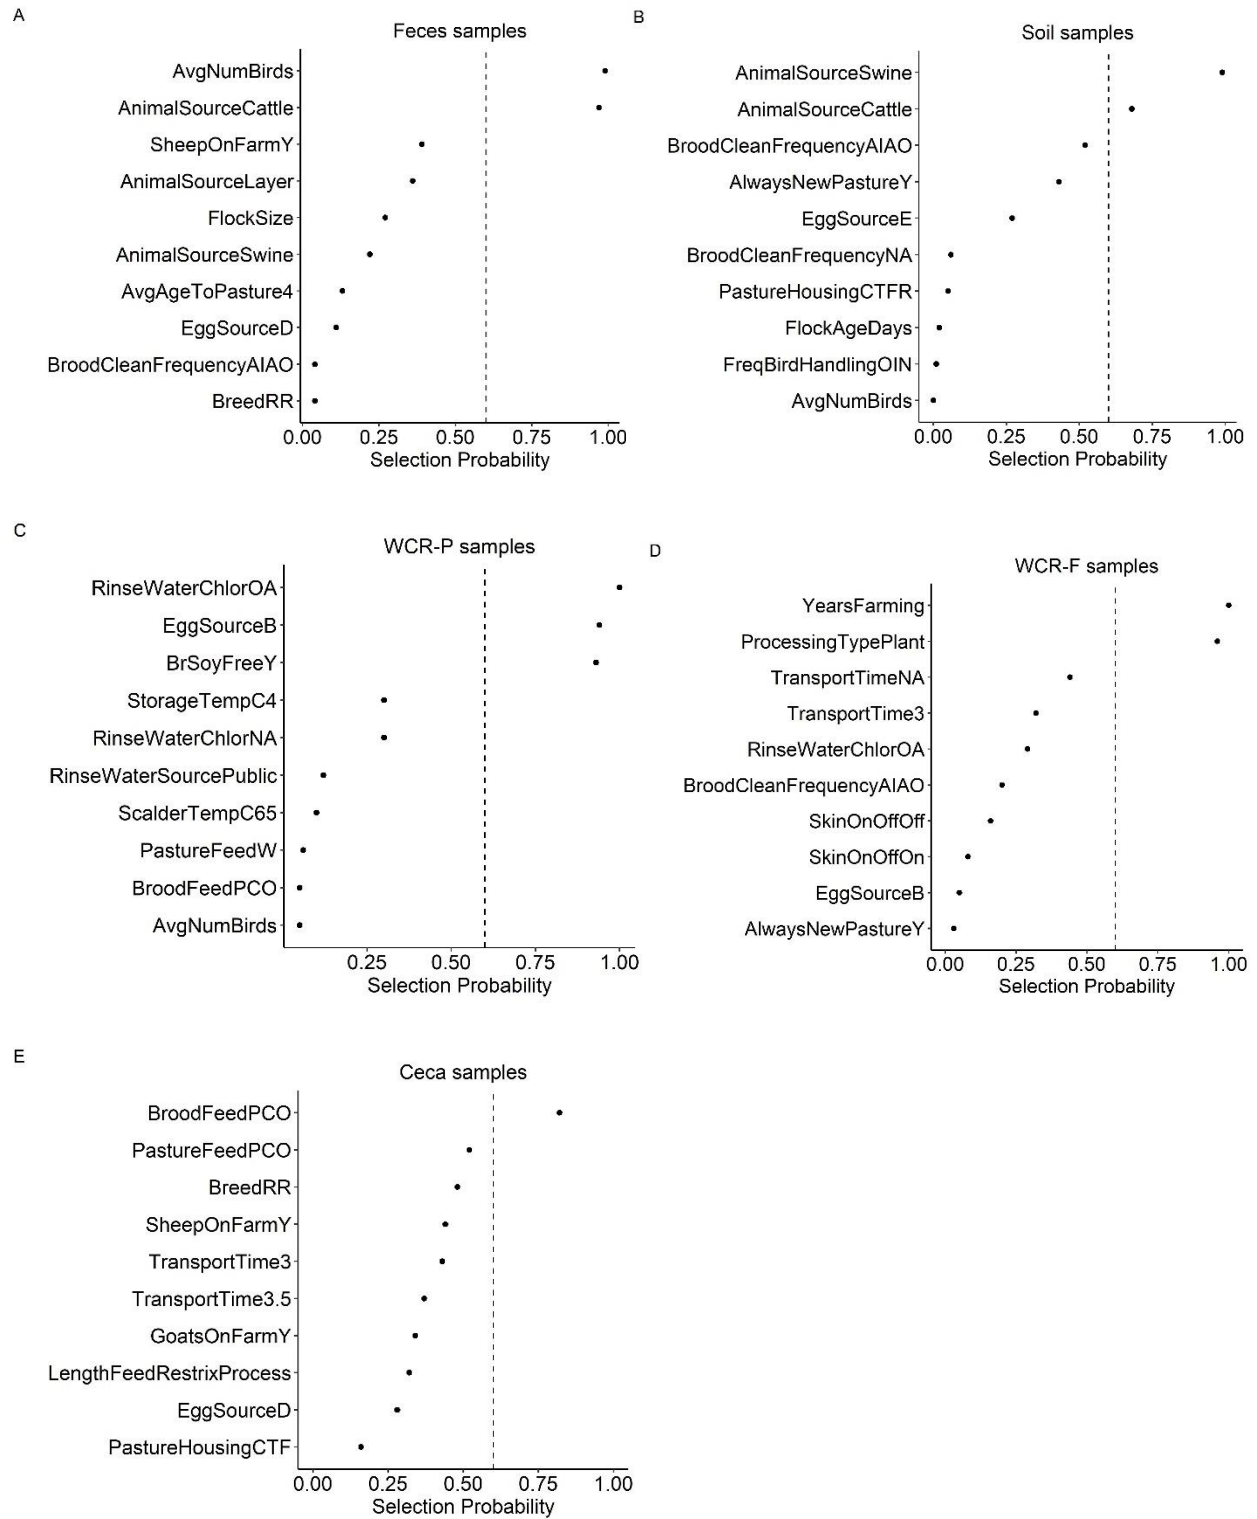 A
Feces samples
AvgNumBirds
AnimalSourceCattle
SheepOnFarmY
AnimalSourceLayer
FlockSize
AnimalSourceSwine
AvgAgeToPasture4
EggSourceD
BroodCleanFrequencyAIAO
BreedRR
0.00 0.25 0.50 0.75 1.00
Selection Probability
B
Soil samples
AnimalSourceSwine
AnimalSourceCattle
BroodCleanFrequencyAIAO
AlwaysNewPastureY
EggSourceE
BroodCleanFrequencyNA
PastureHousingCTFR
FlockAgeDays
FreqBirdHandlingOIN
AvgNumBirds
0.00 0.25 0.50 0.75 1.00
Selection Probability
C
WCR-P samples
RinseWaterChlorOA
EggSourceB
BrSoyFreeY
StorageTempC4
RinseWaterChlorNA
RinseWaterSourcePublic
ScalderTempC65
PastureFeedW
BroodFeedPCO
AvgNumBirds
0.25 0.50 0.75 1.00
Selection Probability
D
WCR-F samples
YearsFarming
ProcessingTypePlant
TransportTimeNA
TransportTime3
RinseWaterChlorOA
BroodCleanFrequencyAIAO
SkinOnOffOff
SkinOnOffOn
EggSourceB
AlwaysNewPastureY
0.00 0.25 0.50 0.75 1.00
Selection Probability
E
Ceca samples
BroodFeedPCO
PastureFeedPCO
BreedRR
SheepOnFarmY
TransportTime3
TransportTime3.5
GoatsOnFarmY
LengthFeedRestrixProcess
EggSourceD
PastureHousingCTF
0.00 0.25 0.50 0.75 1.00
Selection Probability